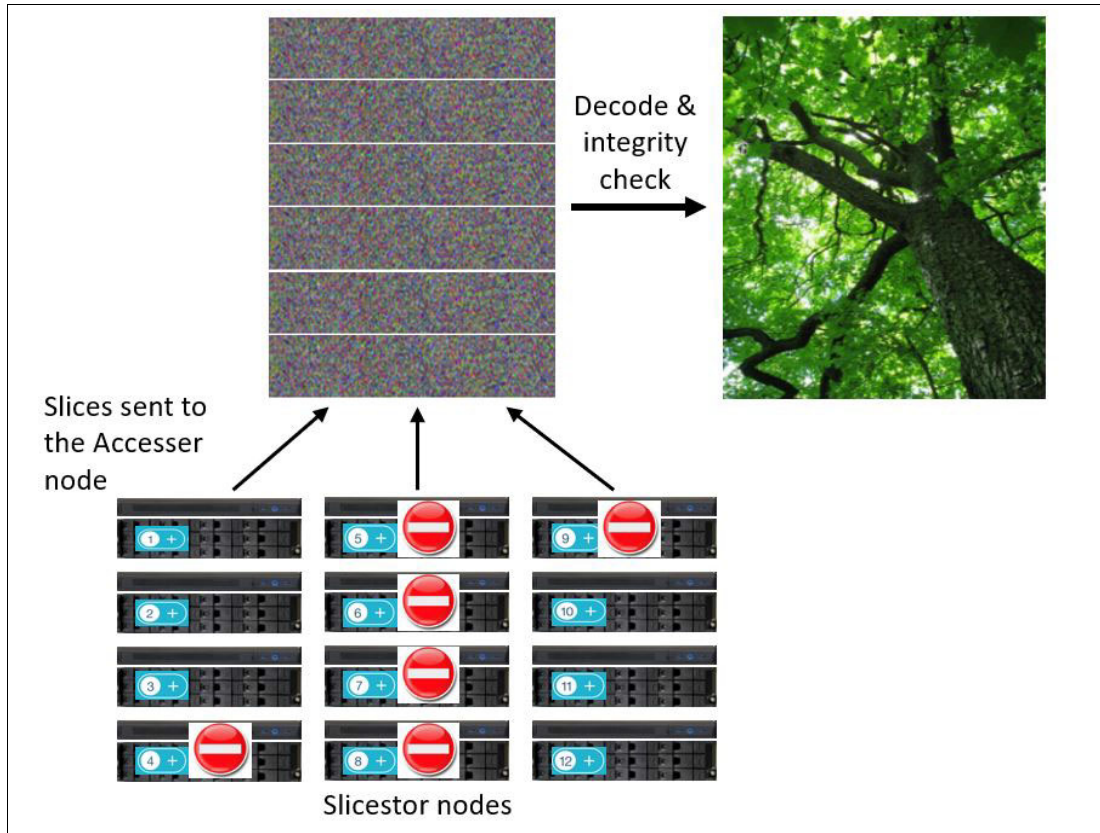 Decode &
integrity
check
Slices sent to
the Accesser
node
1 +
5 +
9 +
2 +
6 +
10 +
3 +
7 +
11 +
4 +
8 +
12 +
Slicestor nodes